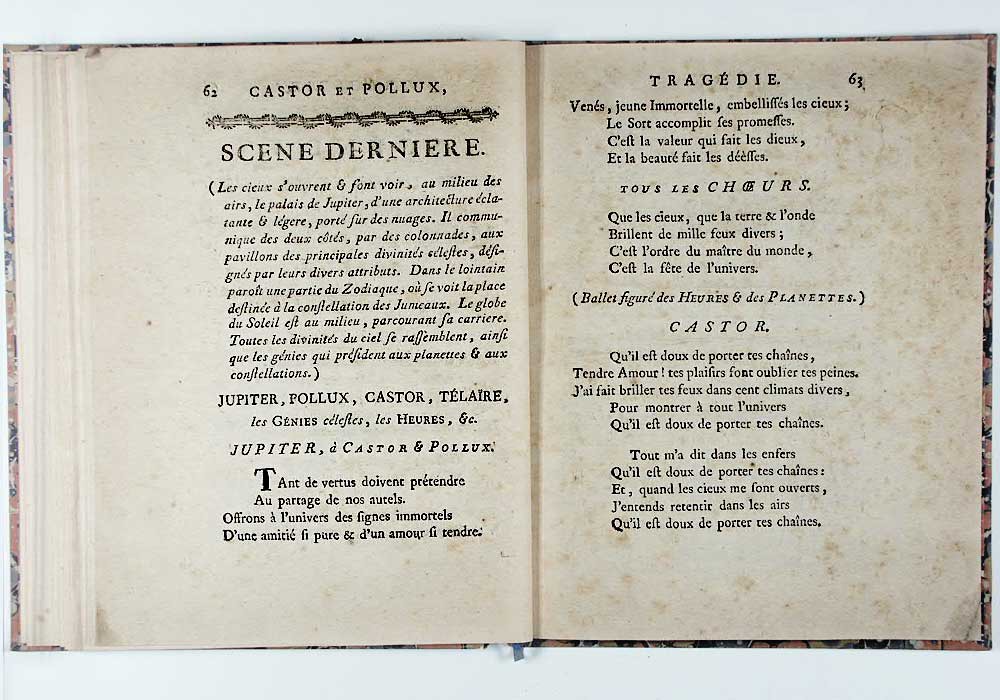 62 CASTOR ET POLLUX,
SCENE DERNIERE.
(Les cieux s'ouvrent & font voir, au milieu des
airs, le palais de Jupiter, d'une architecture écla-
tante & légere, porté sur des nuages. Il commu-
nique des deux côtés, par des colonnades, aux
pavillons des principales divinités célestes, dési-
gnés par leurs divers attributs. Dans le lointain
paroît une partie du Zodiaque, où se voit la place
destinée à la constellation des Jumeaux. Le globe
du Soleil est au milieu, parcourant sa carriere.
Toutes les divinités du ciel se rassemblent, ainsi
que les génies qui président aux planettes & aux
constellations.)
JUPITER, POLLUX, CASTOR, TÉLAÏRE,
les GÉNIES célestes, les HEURES, &c.
JUPITER, à CASTOR & POLLUX.
TAnt de vertus doivent prétendre
Au partage de nos autels.
Offrons à l'univers des signes immortels
D'une amitié si pure & d'un amour si tendre.
TRAGÉDIE. 63
Venés, jeune Immortelle, embellissés les cieux;
Le Sort accomplit ses promesses.
C'est la valeur qui fait les dieux,
Et la beauté fait les déèsses.
TOUS LES CHŒURS.
Que les cieux, que la terre & l'onde
Brillent de mille feux divers;
C'est l'ordre du maître du monde,
C'est la fête de l'univers.
(Ballet figuré des HEURES & des PLANETTES.)
CASTOR.
Qu'il est doux de porter tes chaînes,
Tendre Amour! tes plaisirs font oublier tes peines.
J'ai fait briller tes feux dans cent climats divers,
Pour montrer à tout l'univers
Qu'il est doux de porter tes chaînes.
Tout m'a dit dans les enfers
Qu'il est doux de porter tes chaînes:
Et, quand les cieux me sont ouverts,
J'entends retentir dans les airs
Qu'il est doux de porter tes chaînes.